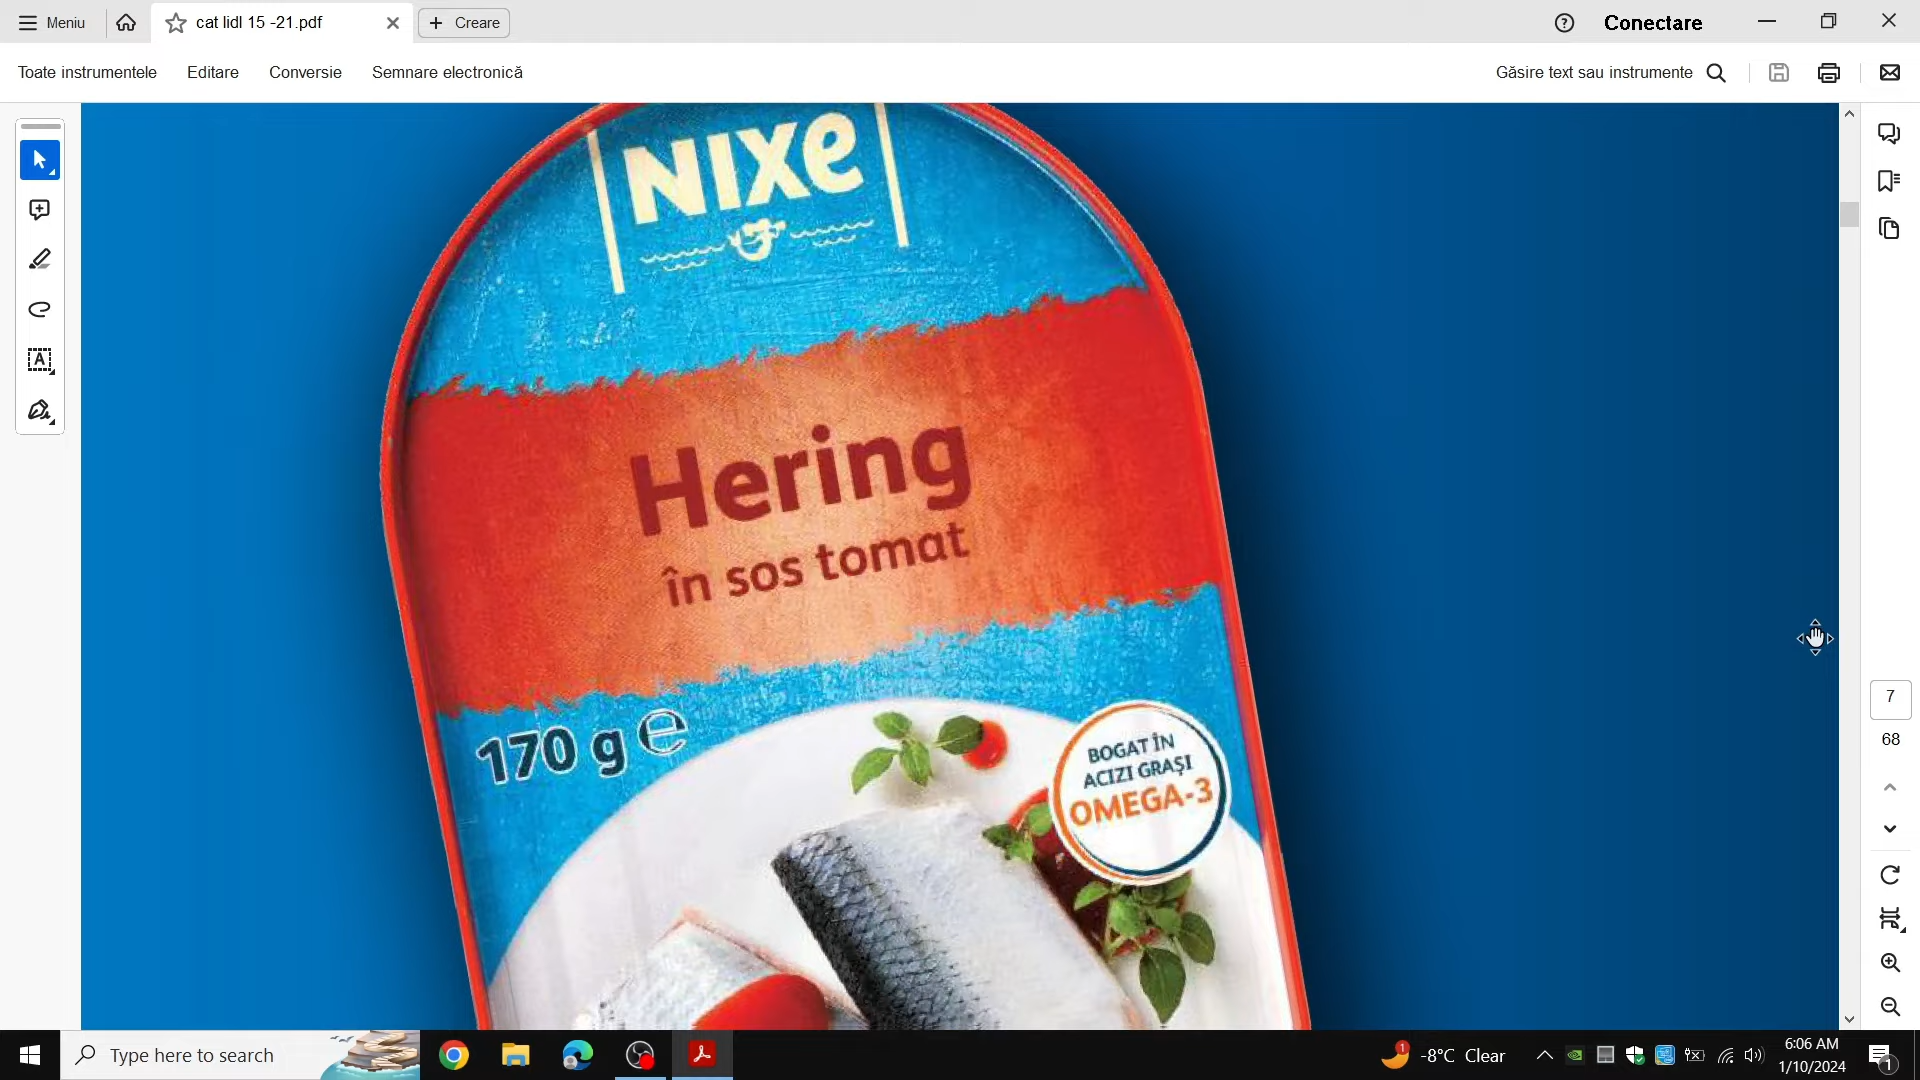 Meniu
cat lidl 15 -21.pdf
Creare
Conectare
Toate instrumentele
Editare
Conversie
Semnare electronică
Găsire text sau instrumente
NIXE
Hering
în sos tomat
170 g ℮
BOGAT ÎN
ACIZI GRAȘI
OMEGA-3
7
68
Type here to search
1
-8°C Clear
6:06 AM
1/10/2024
1